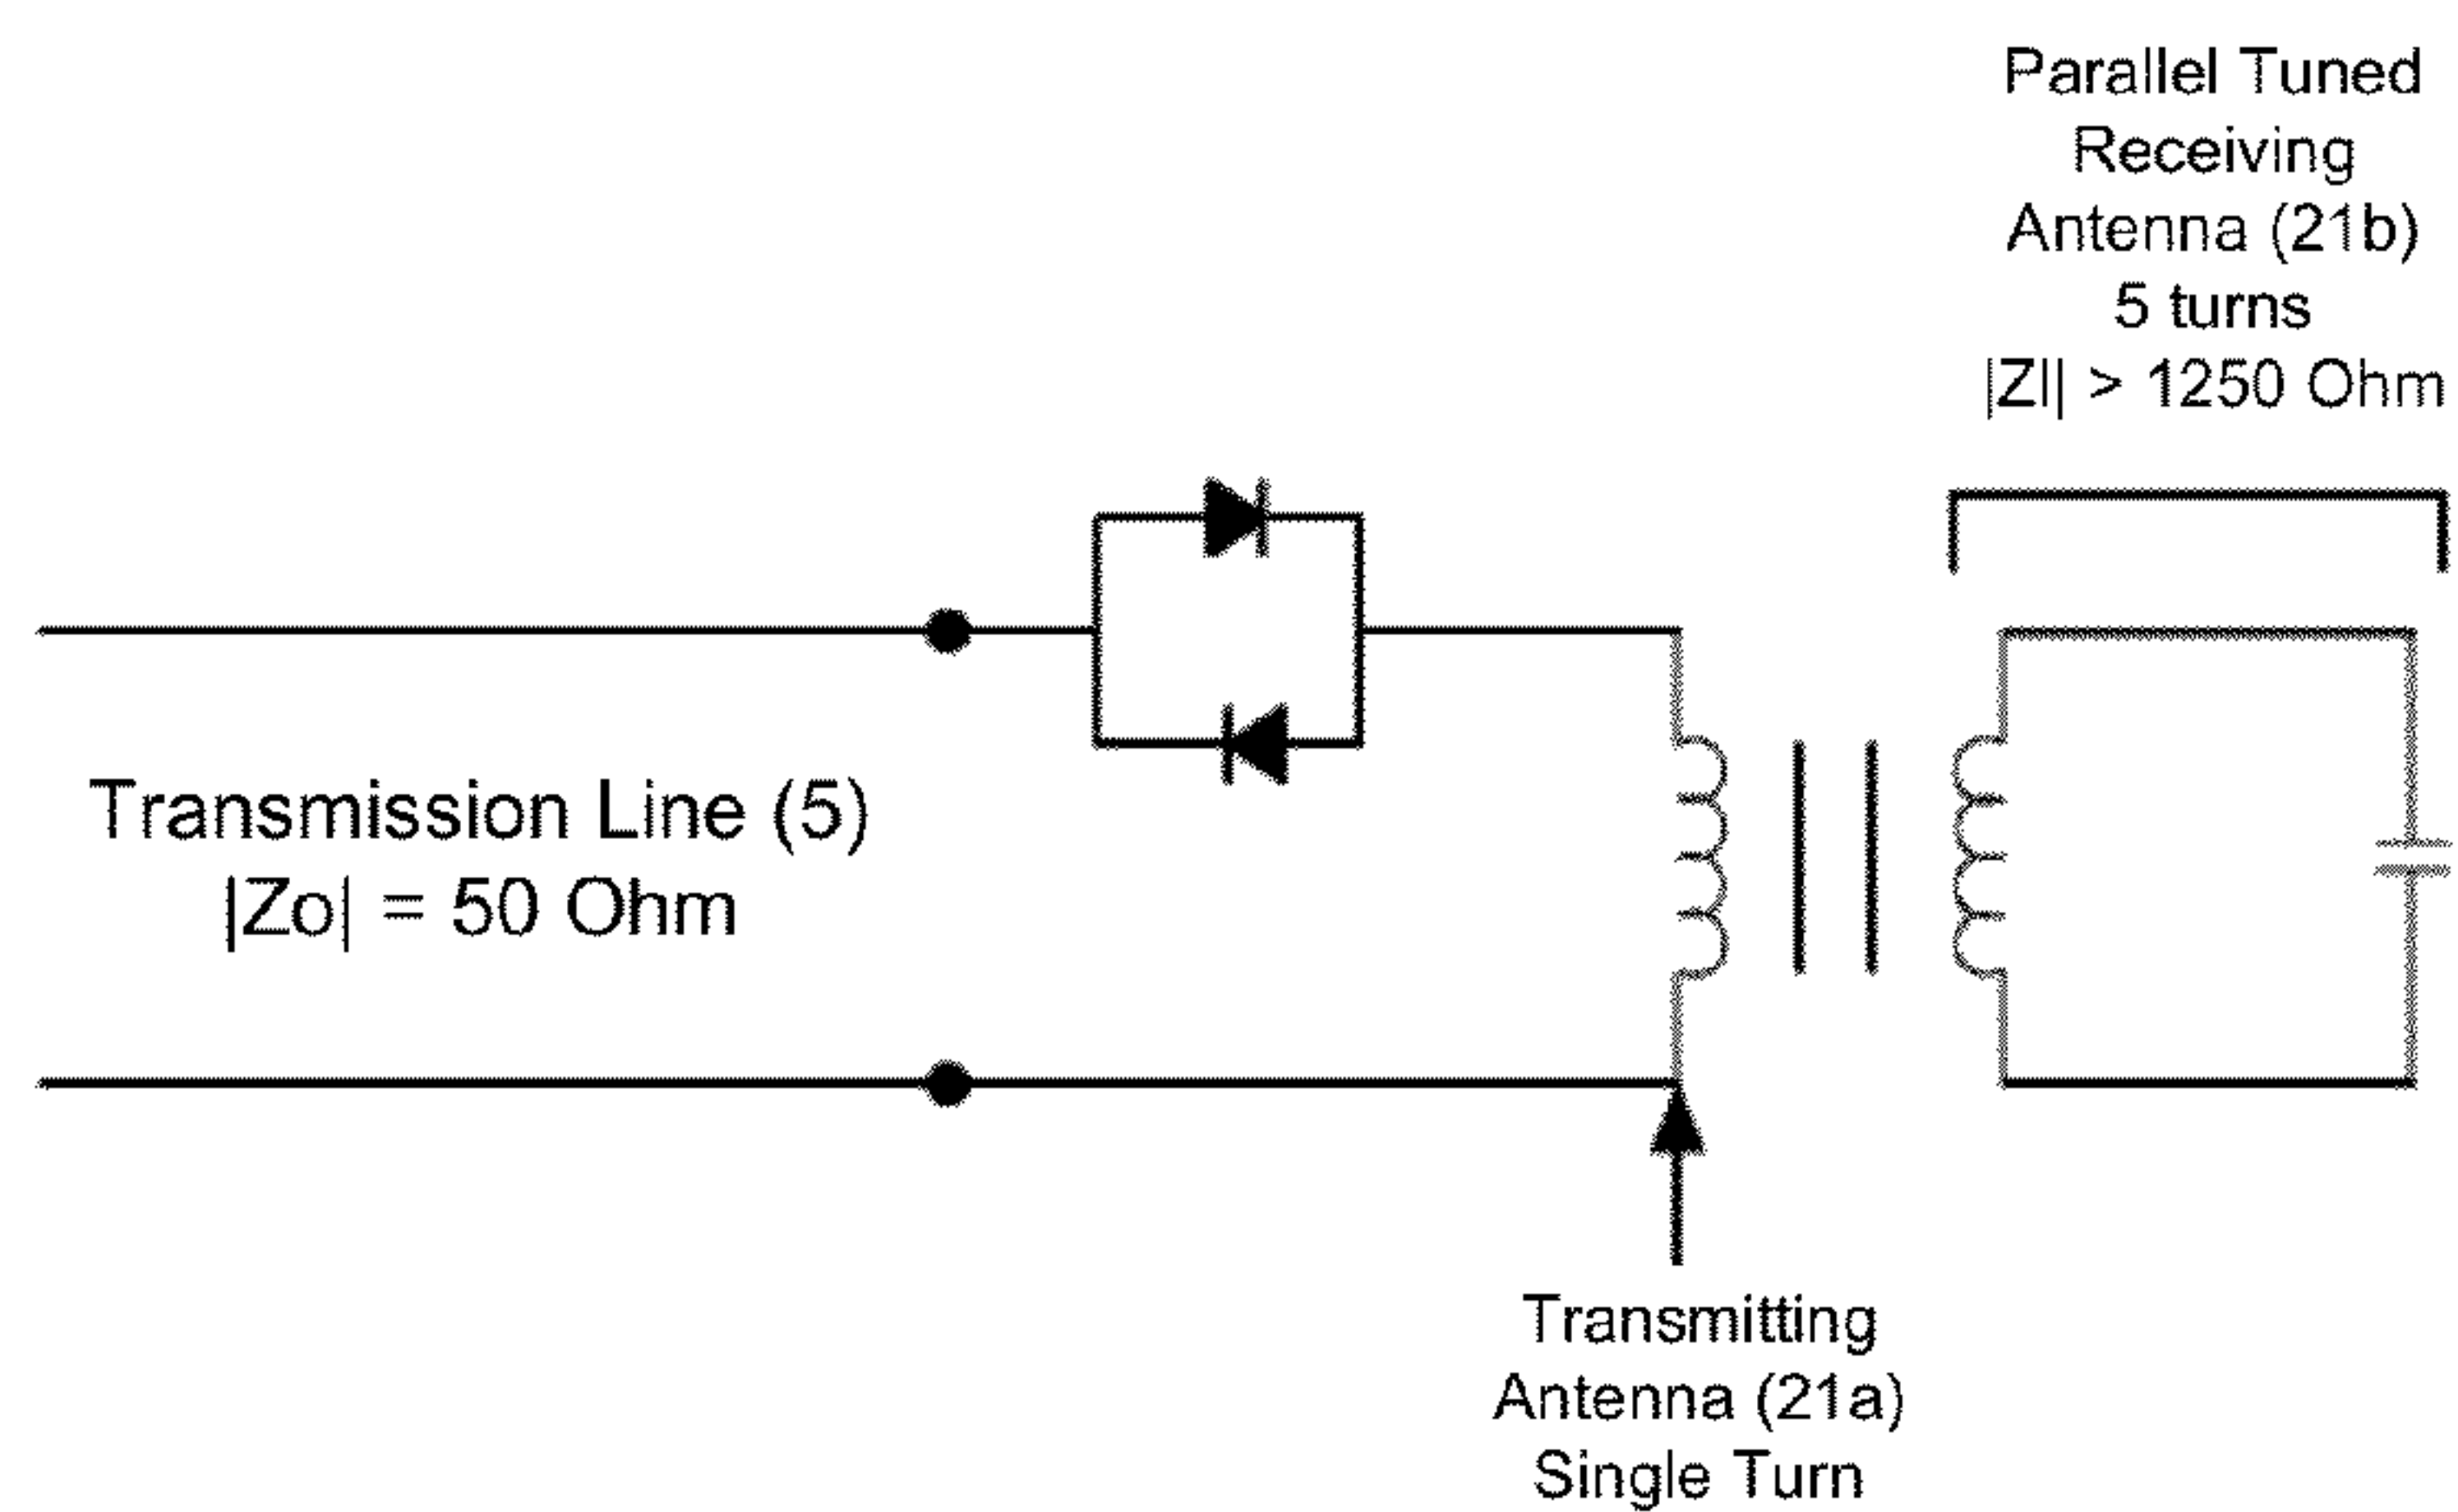 Parallel Tuned
Receiving
Antenna (21b)
5 turns
|Zl| > 1250 Ohm
Transmission Line (5)
|Zo| = 50 Ohm
Transmitting
Antenna (21a)
Single Turn